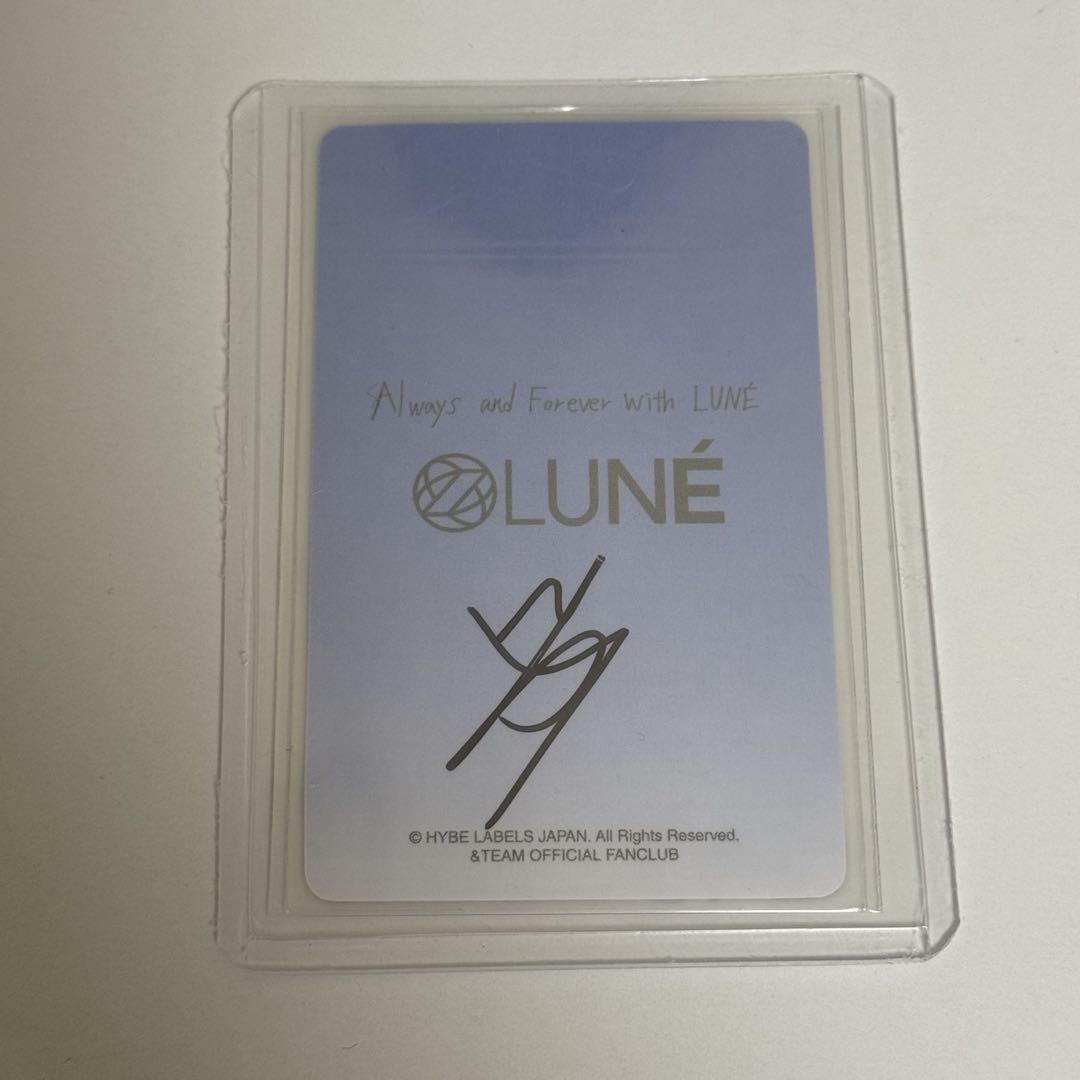 Always and Forever with LUNÉ
LUNÉ
© HYBE LABELS JAPAN. All Rights Reserved.
&TEAM OFFICIAL FANCLUB